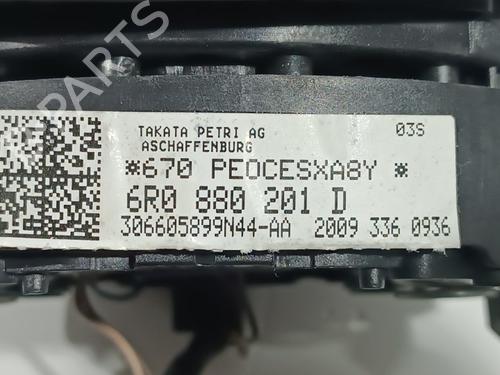 PARTS
TAKATA PETRI AG
ASCHAFFENBURG
03S
*670 PEOCESXA8Y *
6R0 880 201 D
306605899N44-AA 2009 336 0936